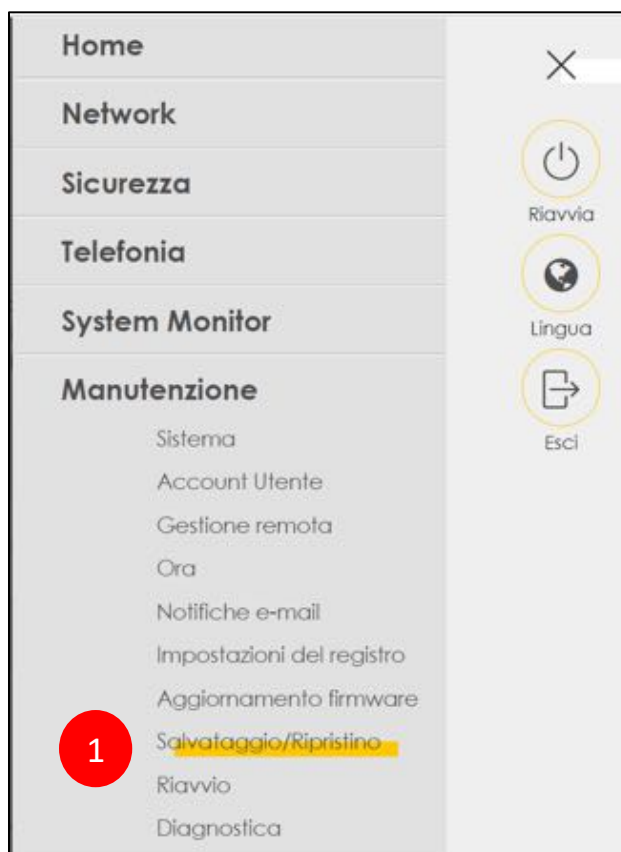 Home
Network
Sicurezza
Telefonia
System Monitor
Manutenzione
Sistema
Account Utente
Gestione remota
Ora
Notifiche e-mail
Impostazioni del registro
Aggiornamento firmware
1
Salvataggio/Ripristino
Riavvio
Diagnostica
Riavvia
Lingua
Esci